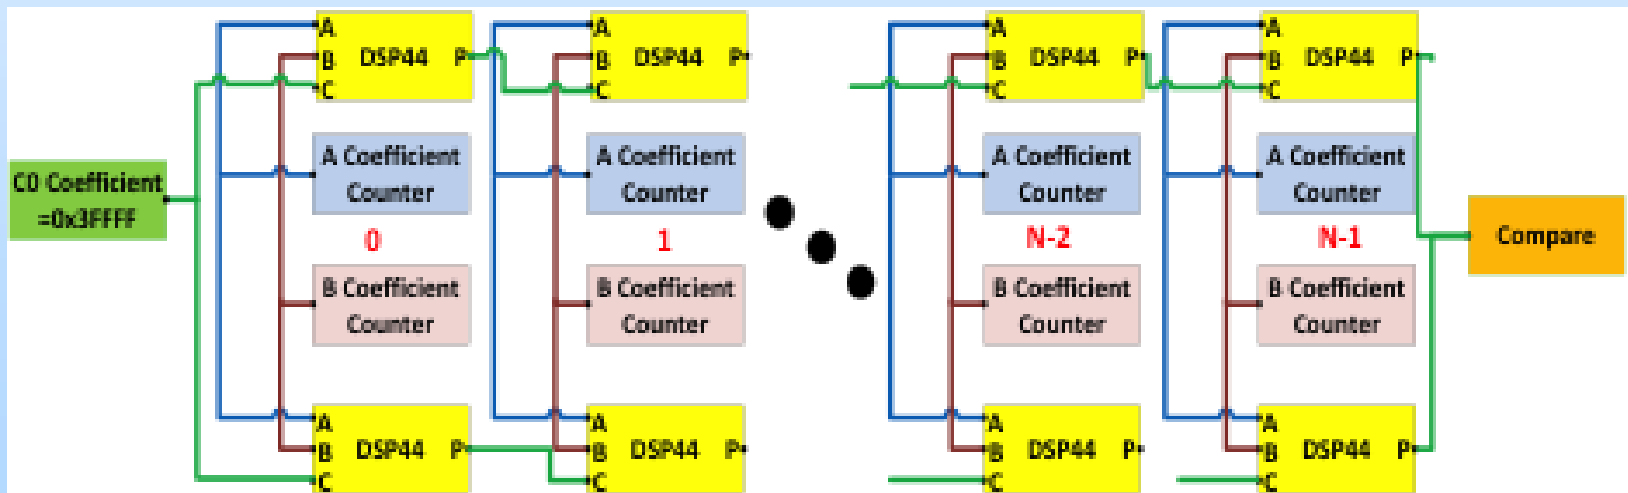 A
B DSP44 P
C
A
B DSP44 P
C
A
B DSP44 P
C
A
B DSP44 P
C
C0 Coefficient
=0x3FFFF
A Coefficient
Counter
0
B Coefficient
Counter
A Coefficient
Counter
1
B Coefficient
Counter
A Coefficient
Counter
N-2
B Coefficient
Counter
A Coefficient
Counter
N-1
B Coefficient
Counter
Compare
A
B DSP44 P
C
A
B DSP44 P
C
A
B DSP44 P
C
A
B DSP44 P
C